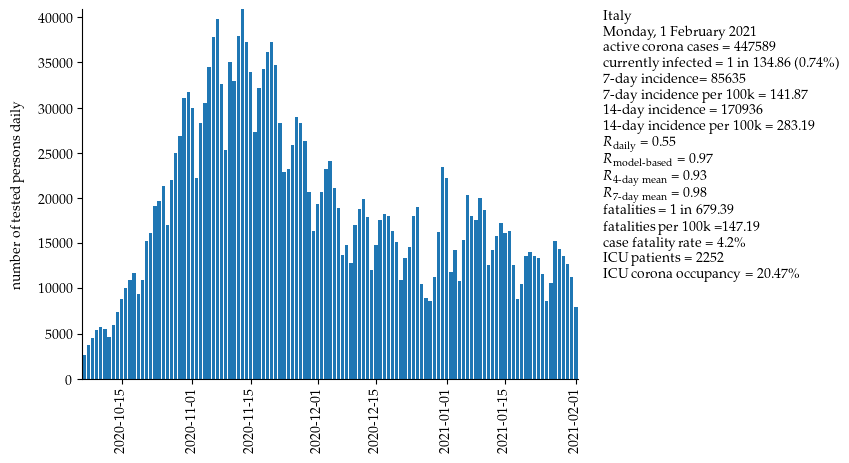 number of tested persons daily
40000
35000
30000
25000
20000
15000
10000
5000
0
2020-10-15
2020-11-01
2020-11-15
2020-12-01
2020-12-15
2021-01-01
2021-01-15
2021-02-01
Italy
Monday, 1 February 2021
active corona cases = 447589
currently infected = 1 in 134.86 (0.74%)
7-day incidence= 85635
7-day incidence per 100k = 141.87
14-day incidence = 170936
14-day incidence per 100k = 283.19
R daily = 0.55
R model-based = 0.97
R 4-day mean = 0.93
R 7-day mean = 0.98
fatalities = 1 in 679.39
fatalities per 100k =147.19
case fatality rate = 4.2%
ICU patients = 2252
ICU corona occupancy = 20.47%